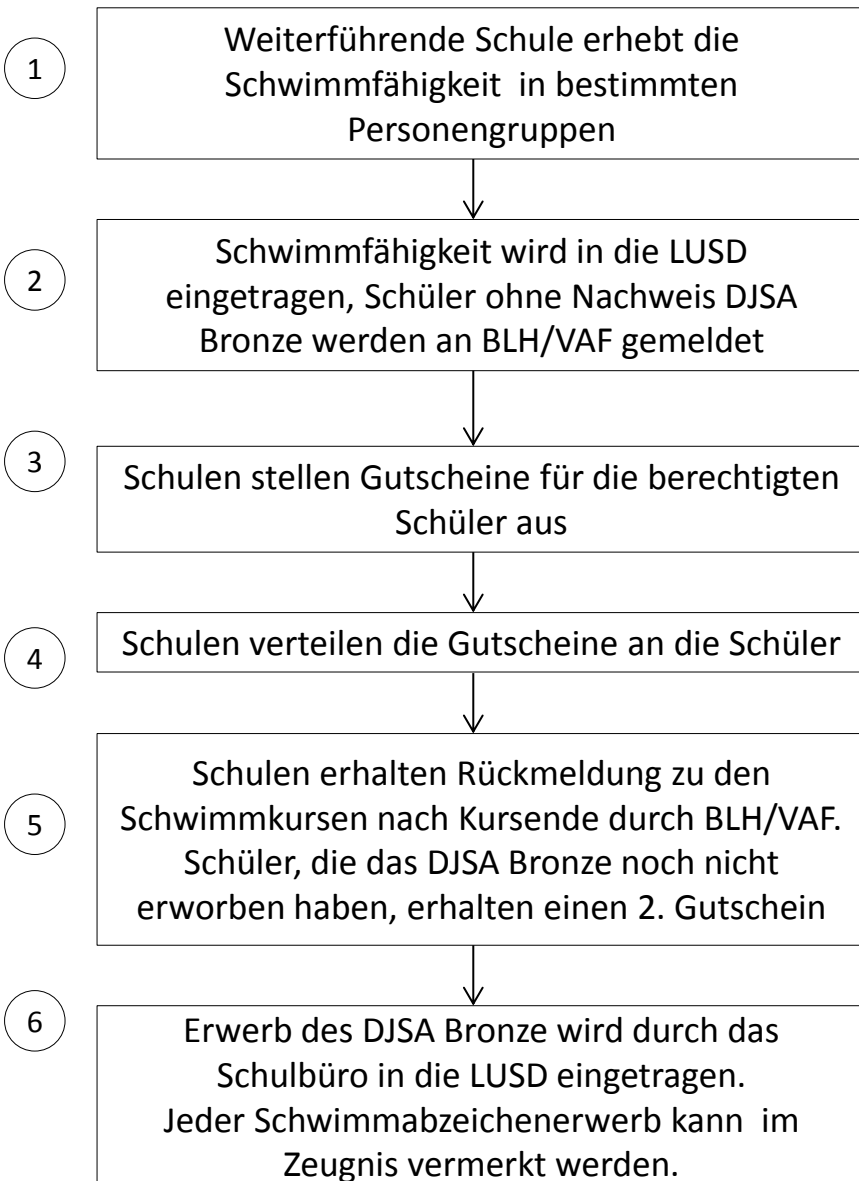 1
Weiterführende Schule erhebt die
Schwimmfähigkeit  in bestimmten
Personengruppen
2
Schwimmfähigkeit wird in die LUSD
eingetragen, Schüler ohne Nachweis DJSA
Bronze werden an BLH/VAF gemeldet
3
Schulen stellen Gutscheine für die berechtigten
Schüler aus
4
Schulen verteilen die Gutscheine an die Schüler
5
Schulen erhalten Rückmeldung zu den
Schwimmkursen nach Kursende durch BLH/VAF.
Schüler, die das DJSA Bronze noch nicht
erworben haben, erhalten einen 2. Gutschein
6
Erwerb des DJSA Bronze wird durch das
Schulbüro in die LUSD eingetragen.
Jeder Schwimmabzeichenerwerb kann  im
Zeugnis vermerkt werden.